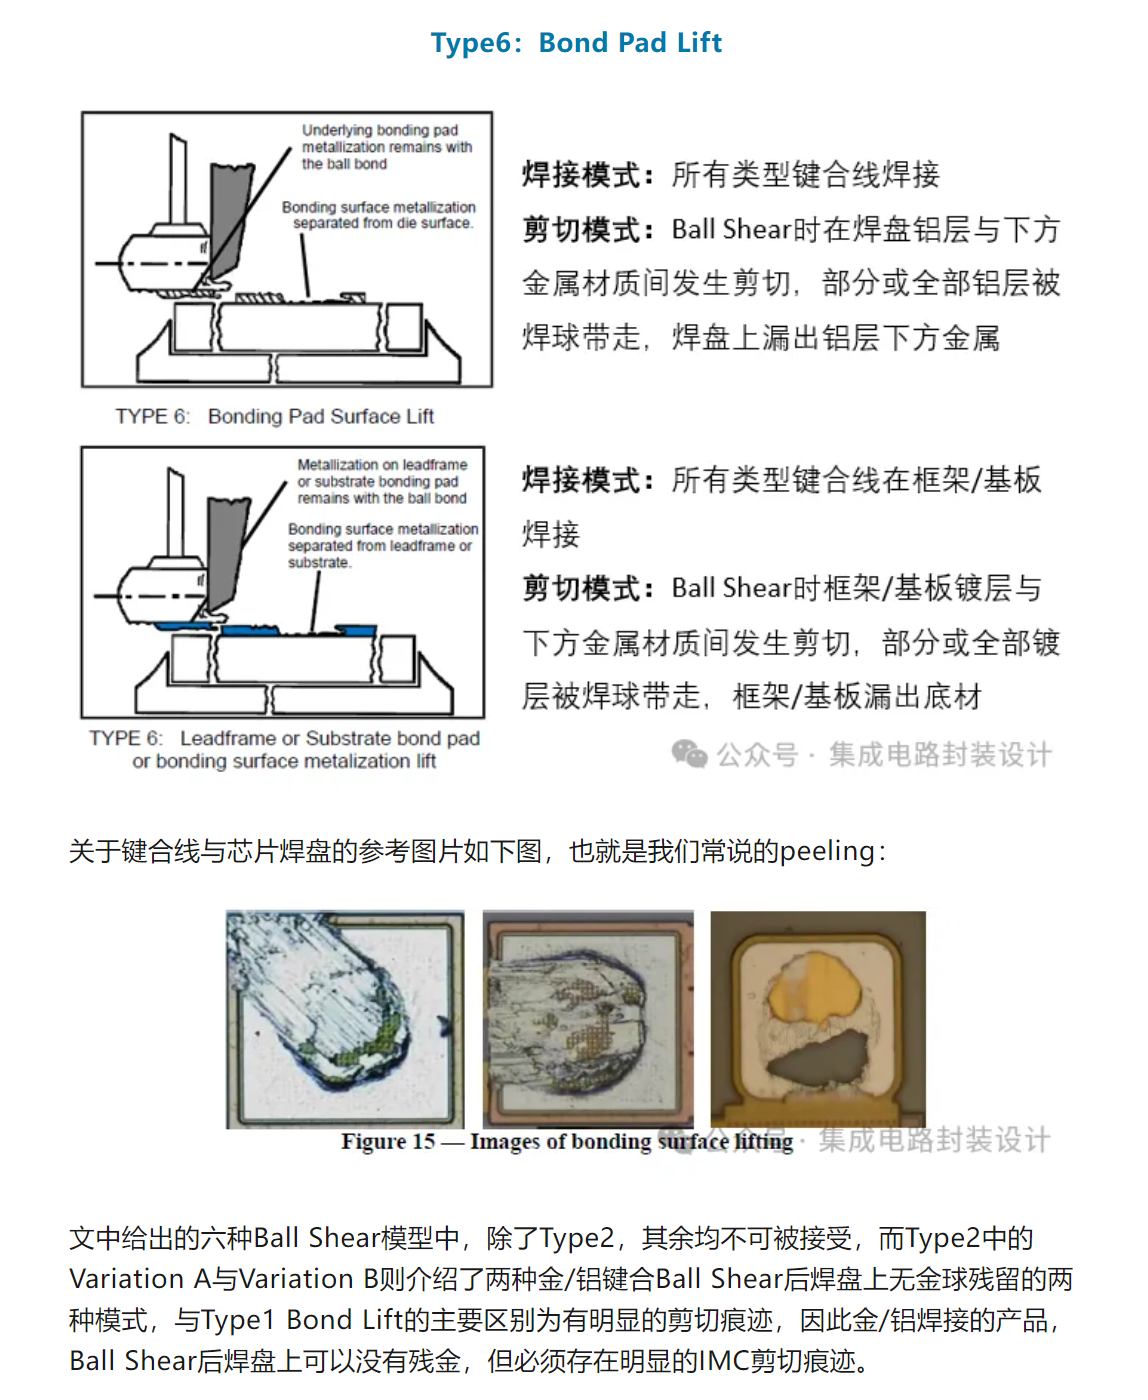 Type6：Bond Pad Lift
Underlying bonding pad
metallization remains with
the ball bond
Bonding surface metallization
separated from die surface.
TYPE 6: Bonding Pad Surface Lift
焊接模式：所有类型键合线焊接
剪切模式：Ball Shear时在焊盘铝层与下方
金属材质间发生剪切，部分或全部铝层被
焊球带走，焊盘上漏出铝层下方金属
Metallization on leadframe
or substrate bonding pad
remains with the ball bond
Bonding surface metallization
separated from leadframe or
substrate.
TYPE 6: Leadframe or Substrate bond pad
or bonding surface metalization lift
焊接模式：所有类型键合线在框架/基板
焊接
剪切模式：Ball Shear时框架/基板镀层与
下方金属材质间发生剪切，部分或全部镀
层被焊球带走，框架/基板漏出底材
公众号 · 集成电路封装设计
关于键合线与芯片焊盘的参考图片如下图，也就是我们常说的peeling：
Figure 15 — Images of bonding surface lifting
公众号 · 集成电路封装设计
文中给出的六种Ball Shear模型中，除了Type2，其余均不可被接受，而Type2中的
Variation A与Variation B则介绍了两种金/铝键合Ball Shear后焊盘上无金球残留的两
种模式，与Type1 Bond Lift的主要区别为有明显的剪切痕迹，因此金/铝焊接的产品，
Ball Shear后焊盘上可以没有残金，但必须存在明显的IMC剪切痕迹。